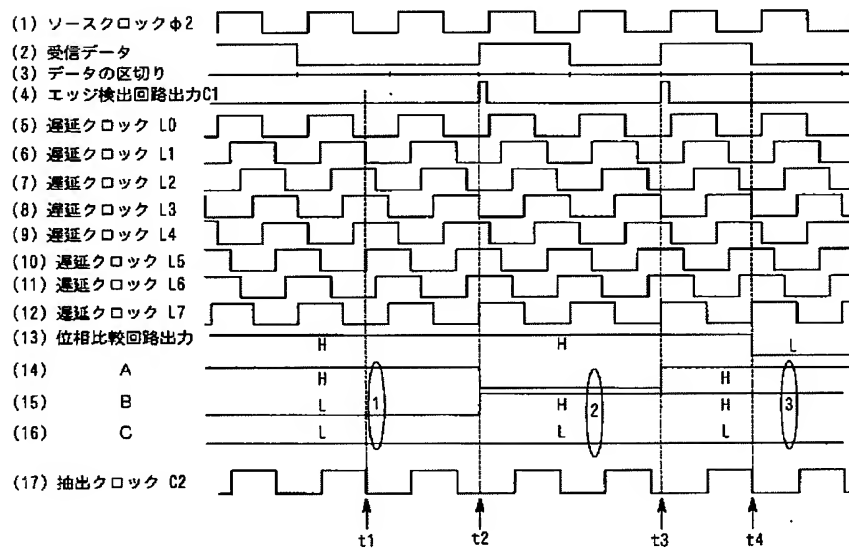 (1) ソースクロックφ2
(2) 受信データ
(3) データの区切り
(4) エッジ検出回路出力C1
(5) 遅延クロック L0
(6) 遅延クロック L1
(7) 遅延クロック L2
(8) 遅延クロック L3
(9) 遅延クロック L4
(10) 遅延クロック L5
(11) 遅延クロック L6
(12) 遅延クロック L7
(13) 位相比較回路出力
H H L
(14) A
H H
(15) B
L 1 H 2 H 3
(16) C
L L L
(17) 抽出クロック C2
t1 t2 t3 t4